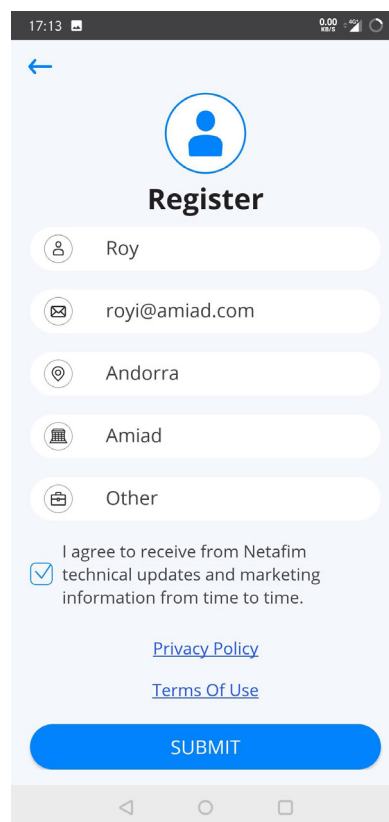 17:13
0.00
KB/S
4G+
Register
Roy
royi@amiad.com
Andorra
Amiad
Other
I agree to receive from Netafim
technical updates and marketing
information from time to time.
Privacy Policy
Terms Of Use
SUBMIT